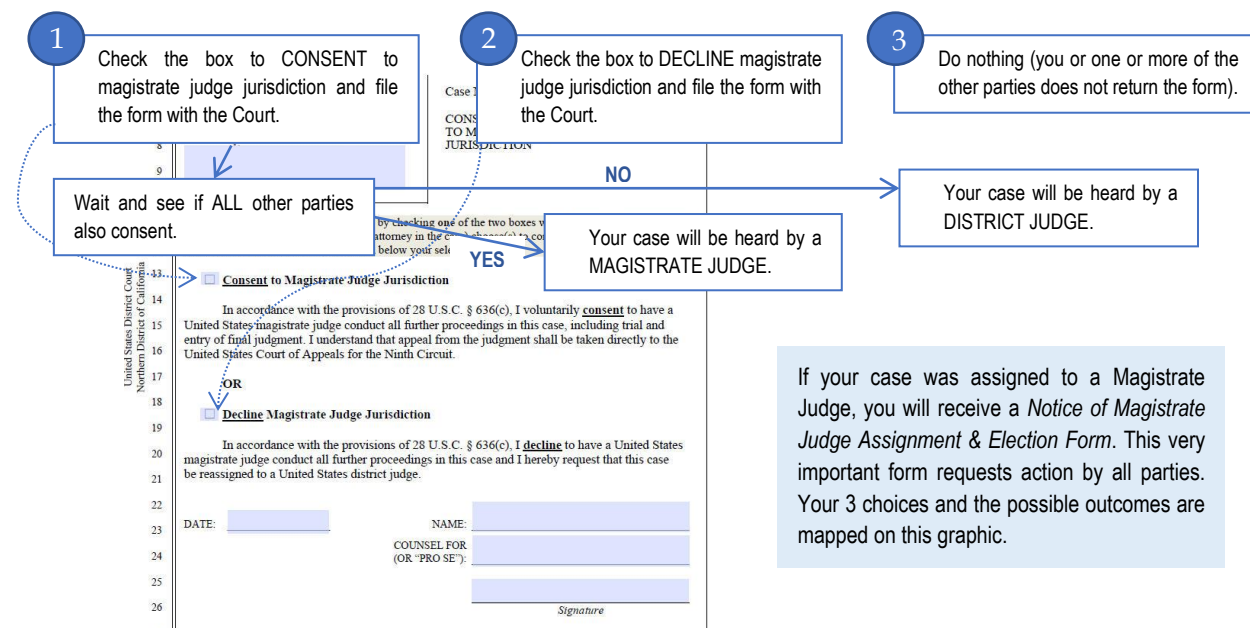 1
Check the box to CONSENT to
magistrate judge jurisdiction and file
the form with the Court.
2
Check the box to DECLINE magistrate
judge jurisdiction and file the form with
the Court.
3
Do nothing (you or one or more of the
other parties does not return the form).
Case
CONS
TO M
JURISDICTION
8
9
NO
Wait and see if ALL other parties
also consent.
YES
Your case will be heard by a
MAGISTRATE JUDGE.
Your case will be heard by a
DISTRICT JUDGE.
by checking one of the two boxes
attorney in the
below your
United States District Court
Northern District of California
13
Consent to Magistrate Judge Jurisdiction
14
In accordance with the provisions of 28 U.S.C. § 636(c), I voluntarily consent to have a
15
United States magistrate judge conduct all further proceedings in this case, including trial and
entry of final judgment. I understand that appeal from the judgment shall be taken directly to the
16
United States Court of Appeals for the Ninth Circuit.
17
OR
18
Decline Magistrate Judge Jurisdiction
19
In accordance with the provisions of 28 U.S.C. § 636(c), I decline to have a United States
20
magistrate judge conduct all further proceedings in this case and I hereby request that this case
21
be reassigned to a United States district judge.
22
23
DATE:
NAME:
24
COUNSEL FOR
(OR “PRO SE”):
25
26
Signature
If your case was assigned to a Magistrate
Judge, you will receive a Notice of Magistrate
Judge Assignment & Election Form. This very
important form requests action by all parties.
Your 3 choices and the possible outcomes are
mapped on this graphic.